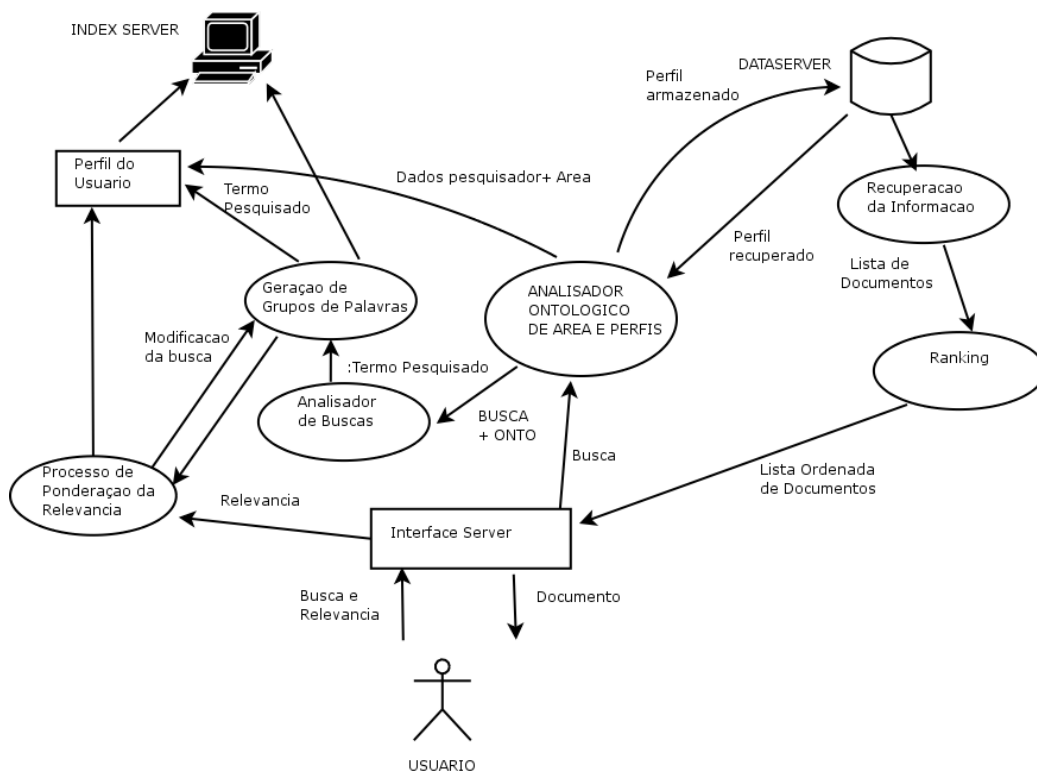 INDEX SERVER
DATASERVER
Perfil
armazenado
Perfil do
Usuario
Termo
Pesquisado
Dados pesquisador+ Area
Recuperacao
da Informacao
Perfil
recuperado
Lista de
Documentos
Geraçao de
Grupos de Palavras
ANALISADOR
ONTOLOGICO
DE AREA E PERFIS
Modificacao
da busca
:Termo Pesquisado
Ranking
Analisador
de Buscas
BUSCA
+ ONTO
Busca
Processo de
Ponderaçao da
Relevancia
Relevancia
Lista Ordenada
de Documentos
Interface Server
Busca e
Relevancia
Documento
USUARIO